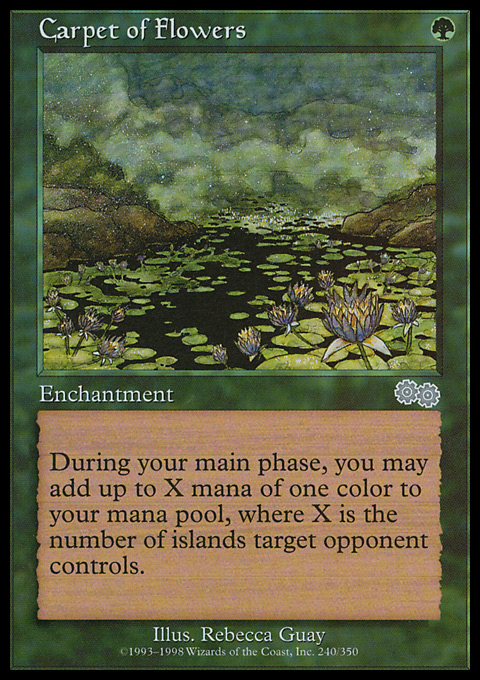 Carpet of Flowers
Enchantment
During your main phase, you may
add up to X mana of one color to
your mana pool, where X is the
number of islands target opponent
controls.
Illus. Rebecca Guay
©1993–1998 Wizards of the Coast, Inc. 240/350